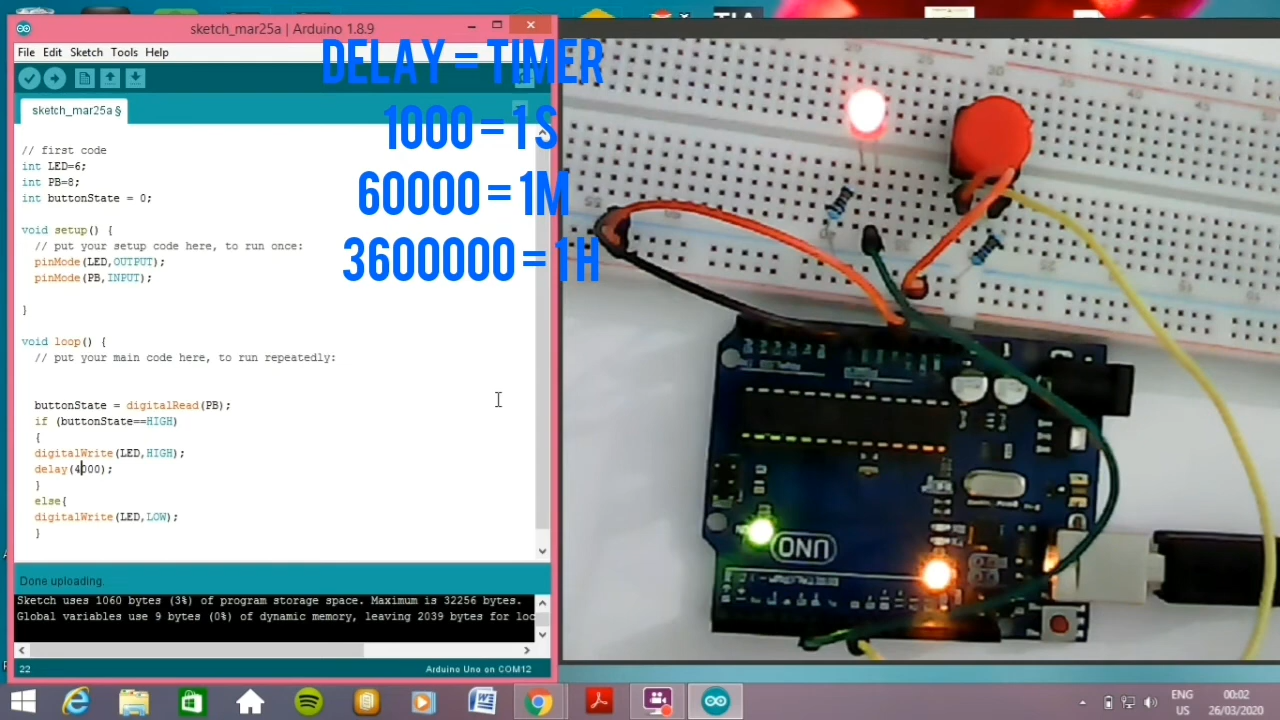 sketch_mar25a | Arduino 1.8.9
File Edit Sketch Tools Help
DELAY = TIMER
sketch_mar25a §
1000 = 1 S
60000 = 1M
3600000 = 1 H
// first code
int LED=6;
int PB=8;
int buttonState = 0;
void setup() {
// put your setup code here, to run once:
pinMode(LED,OUTPUT);
pinMode(PB,INPUT);
}
void loop() {
// put your main code here, to run repeatedly:
buttonState = digitalRead(PB);
if (buttonState==HIGH)
{
digitalWrite(LED,HIGH);
delay(4000);
}
else{
digitalWrite(LED,LOW);
}
Done uploading.
Sketch uses 1060 bytes (3%) of program storage space. Maximum is 32256 bytes.
Global variables use 9 bytes (0%) of dynamic memory, leaving 2039 bytes for loc
22
Arduino Uno on COM12
UNO
ENG
US
00:02
26/03/2020